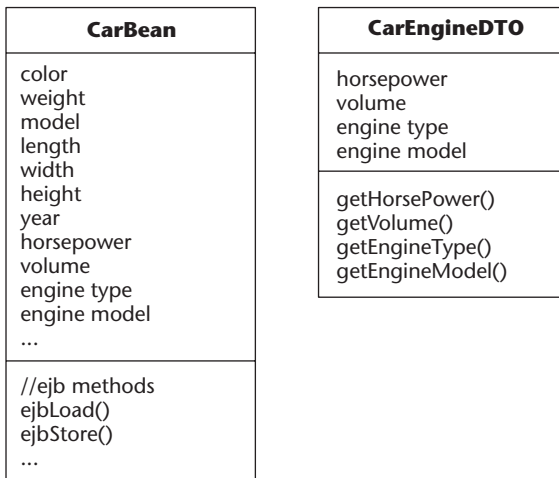 CarBean
color
weight
model
length
width
height
year
horsepower
volume
engine type
engine model
...
//ejb methods
ejbLoad()
ejbStore()
...
CarEngineDTO
horsepower
volume
engine type
engine model
getHorsePower()
getVolume()
getEngineType()
getEngineModel()